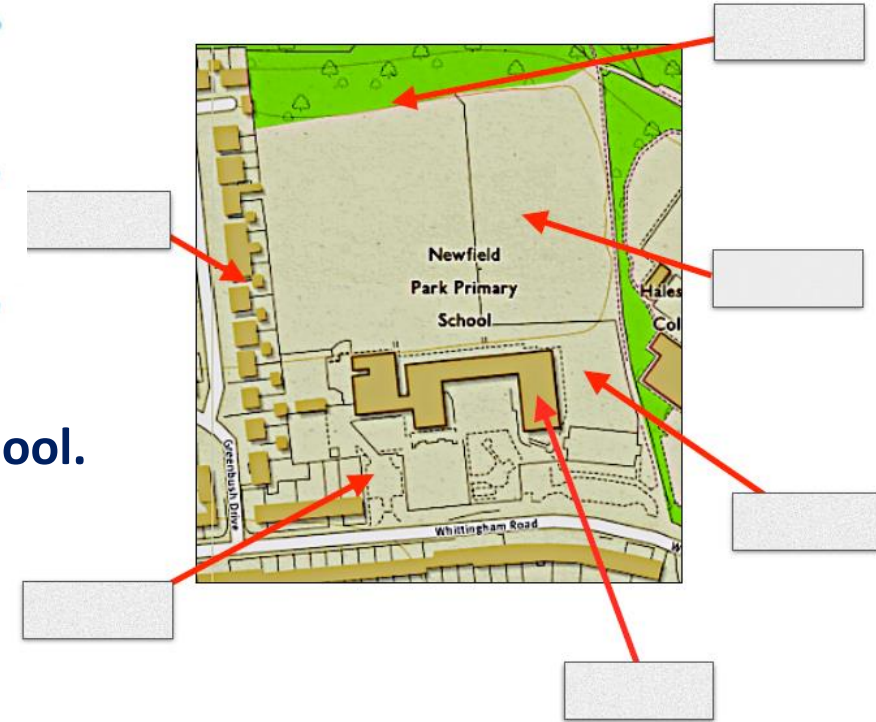 Newfield
Park Primary
School
Hales
Col
ool.
Greenbush Drive
Whittingham Road
W